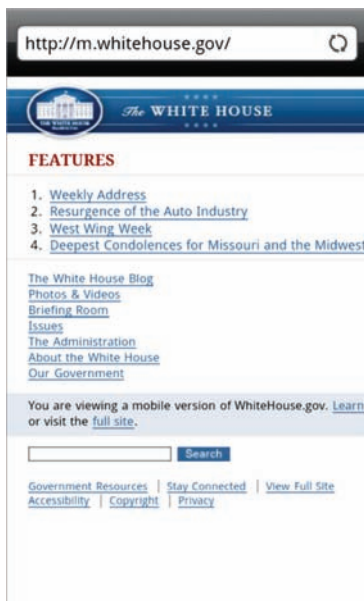 http://m.whitehouse.gov/
The WHITE HOUSE
FEATURES
1. Weekly Address
2. Resurgence of the Auto Industry
3. West Wing Week
4. Deepest Condolences for Missouri and the Midwest
The White House Blog
Photos & Videos
Briefing Room
Issues
The Administration
About the White House
Our Government
You are viewing a mobile version of WhiteHouse.gov. Learn
or visit the full site.
Search
Government Resources | Stay Connected | View Full Site
Accessibility | Copyright | Privacy